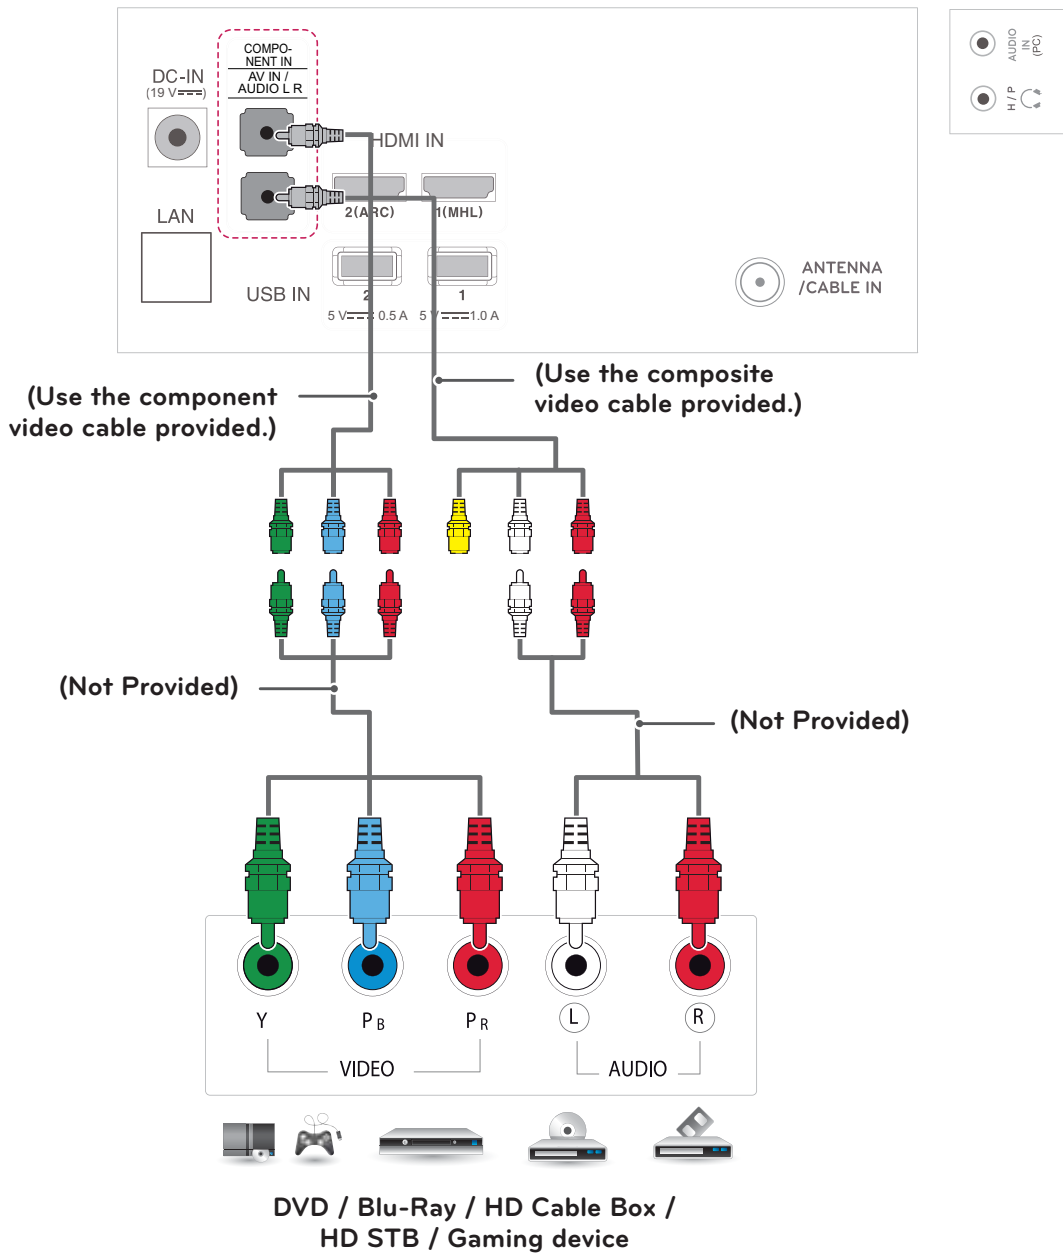 COMPO-
NENT IN
AV IN /
AUDIO L R
DC-IN
(19 V )
HDMI IN
2(ARC)
1(MHL)
LAN
USB IN
2
1
5 V 0.5 A
5 V 1.0 A
ANTENNA
/CABLE IN
AUDIO
IN
(PC)
H / P
(Use the component
video cable provided.)
(Use the composite
video cable provided.)
(Not Provided)
(Not Provided)
Y
PB
PR
L
R
VIDEO
AUDIO
DVD / Blu-Ray / HD Cable Box /
HD STB / Gaming device